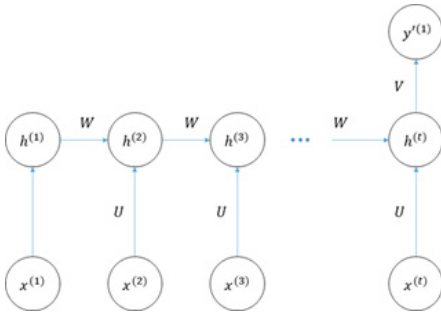 y′(1)
V
W W W
h(1) h(2) h(3) ••• h(t)
U U U
x(1) x(2) x(3) x(t)